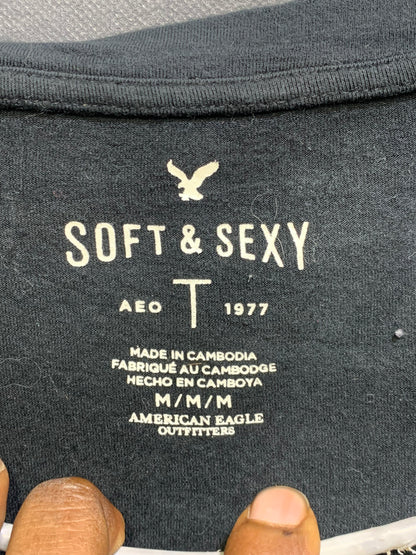 SOFT & SEXY
AEO T 1977
MADE IN CAMBODIA
FABRIQUÉ AU CAMBODGE
HECHO EN CAMBOYA
M/M/M
AMERICAN EAGLE
OUTFITTERS